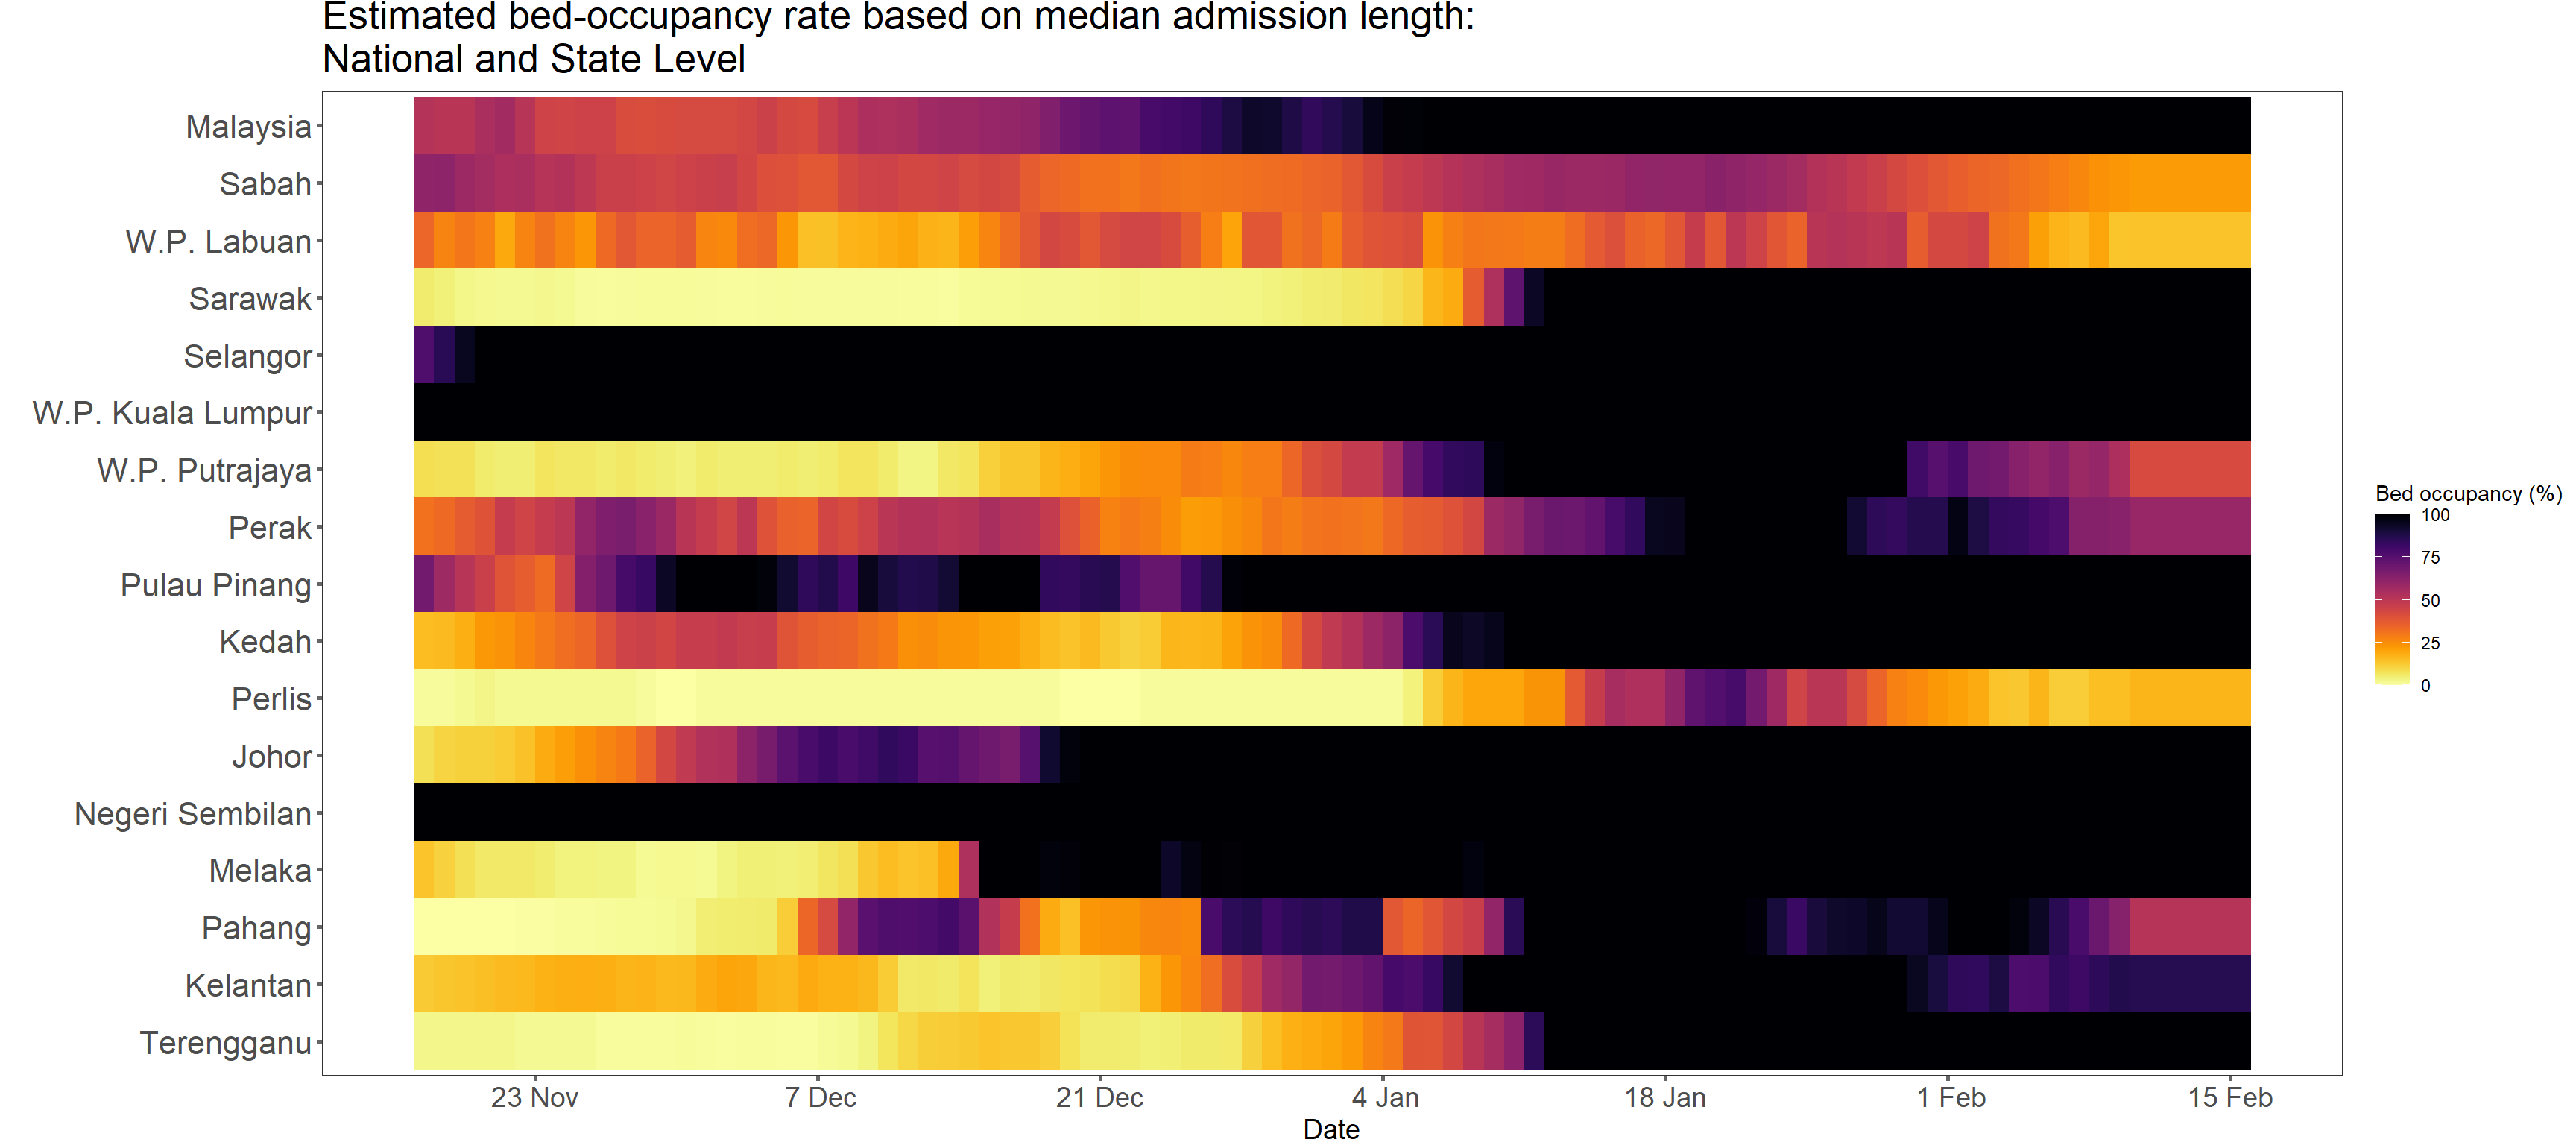 Estimated bed-occupancy rate based on median admission length:
National and State Level
Malaysia
Sabah
W.P. Labuan
Sarawak
Selangor
W.P. Kuala Lumpur
W.P. Putrajaya
Perak
Pulau Pinang
Kedah
Perlis
Johor
Negeri Sembilan
Melaka
Pahang
Kelantan
Terengganu
23 Nov
7 Dec
21 Dec
4 Jan
18 Jan
1 Feb
15 Feb
Date
Bed occupancy (%)
100
75
50
25
0